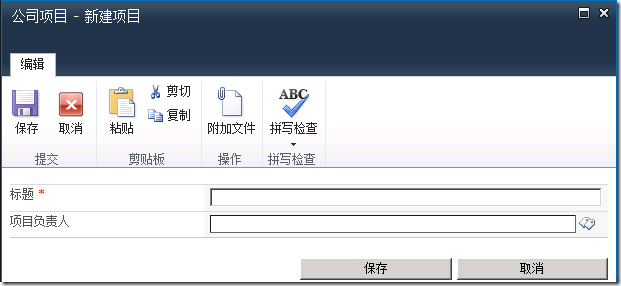 公司项目 - 新建项目
编辑
保存
取消
粘贴
剪切
复制
附加文件
ABC
拼写检查
提交
剪贴板
操作
拼写检查
标题 *
项目负责人
保存
取消